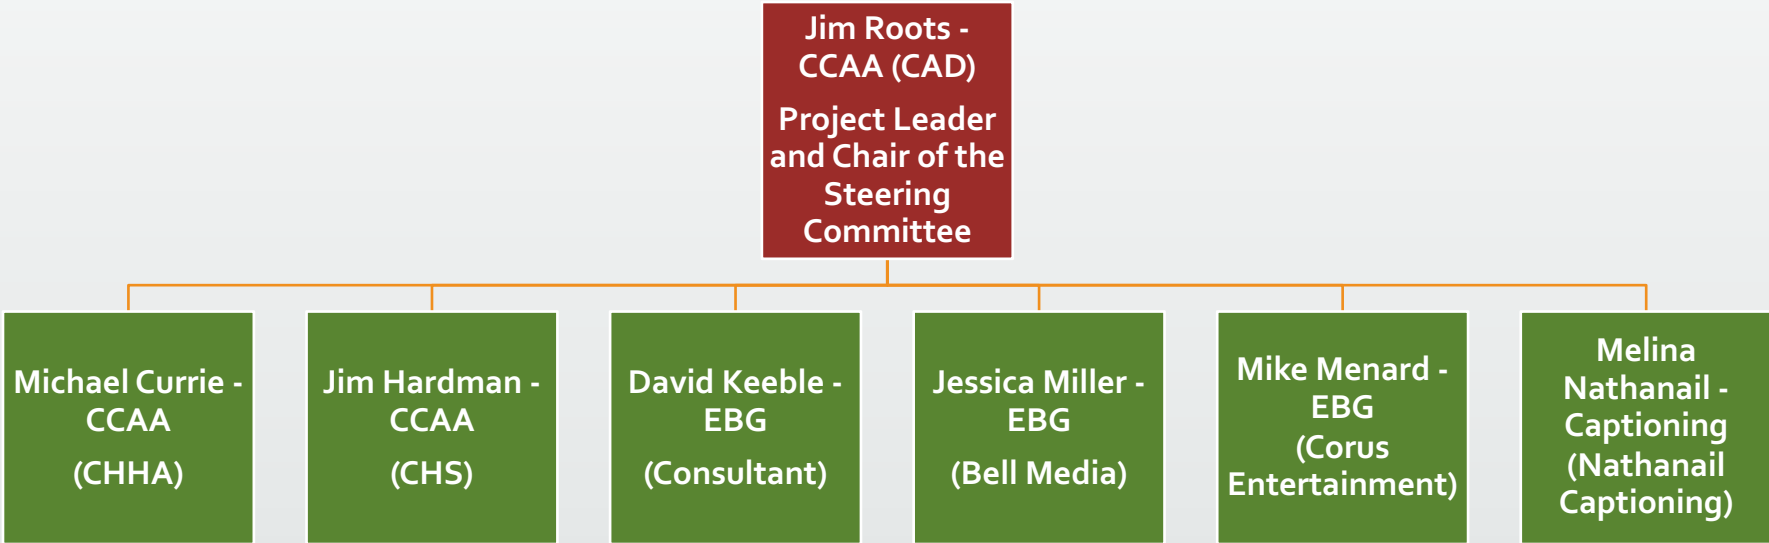 Jim Roots -
CCAA (CAD)
Project Leader
and Chair of the
Steering
Committee
Michael Currie -
CCAA
(CHHA)
Jim Hardman -
CCAA
(CHS)
David Keeble -
EBG
(Consultant)
Jessica Miller -
EBG
(Bell Media)
Mike Menard -
EBG
(Corus
Entertainment)
Melina
Nathanail -
Captioning
(Nathanail
Captioning)